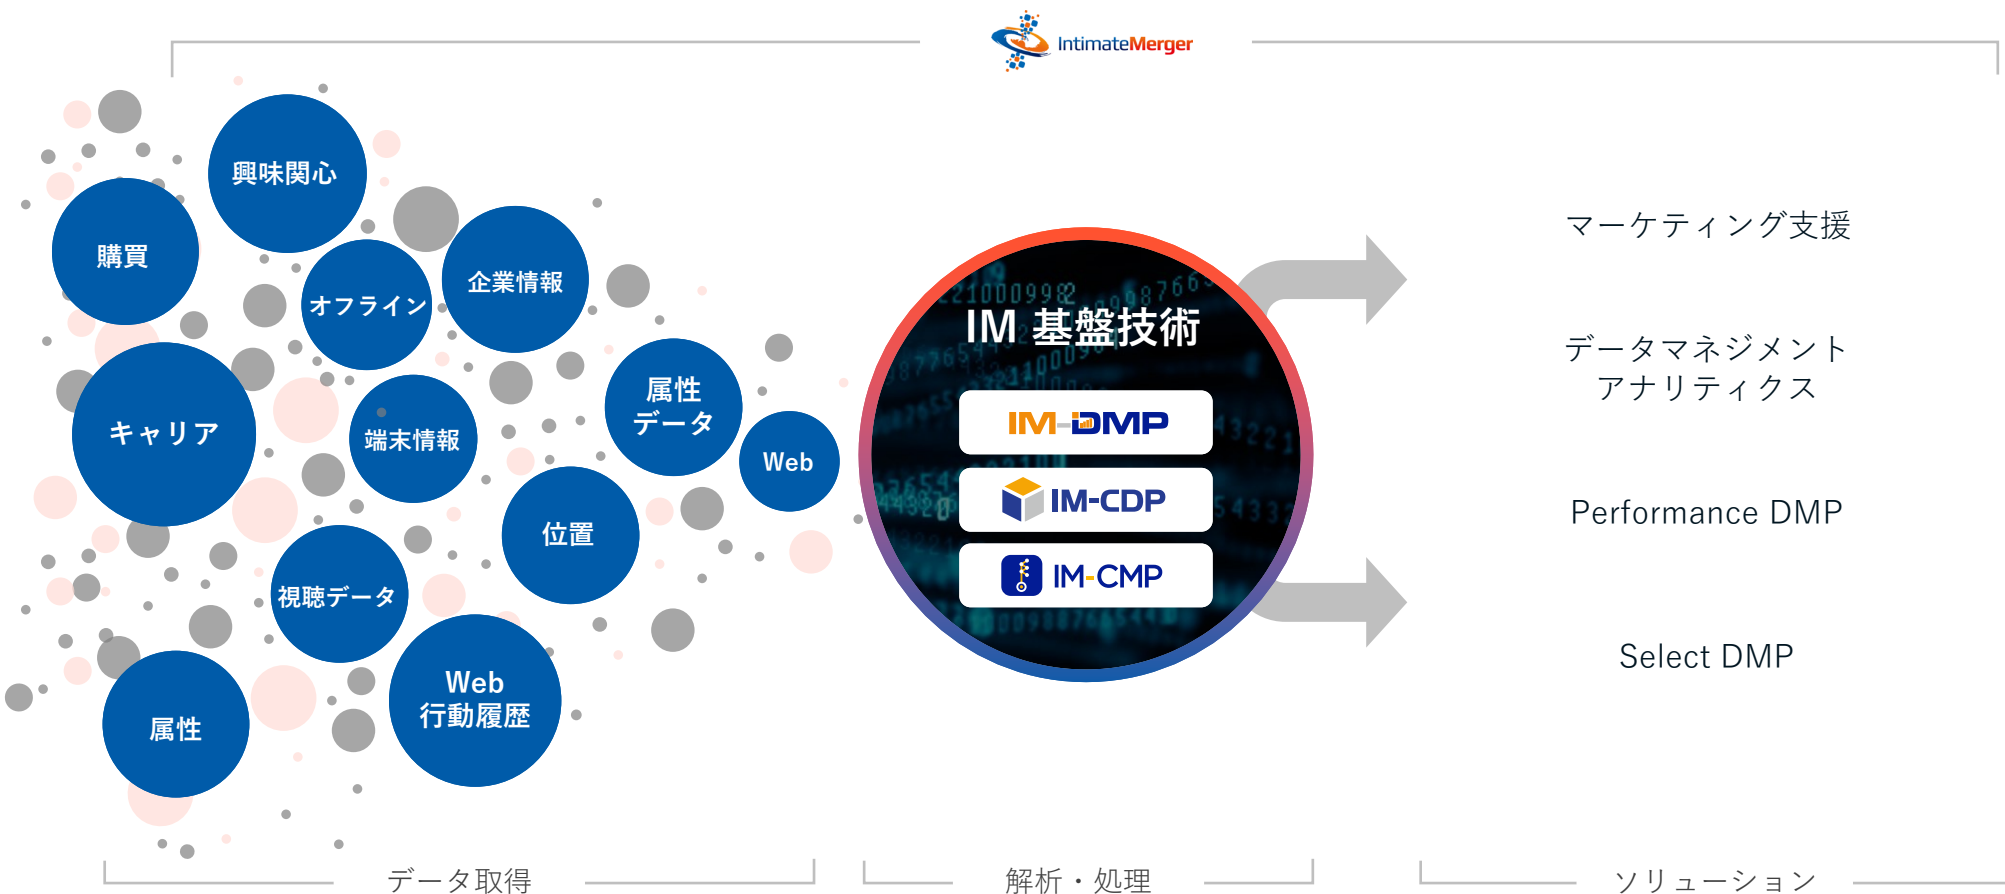 IntimateMerger
興味関心
購買
オフライン
企業情報
キャリア
端末情報
属性
データ
Web
位置
視聴データ
Web
行動履歴
属性
IM 基盤技術
IM-DMP
IM-CDP
IM-CMP
マーケティング支援
データマネジメント
アナリティクス
Performance DMP
Select DMP
データ取得
解析・処理
ソリューション